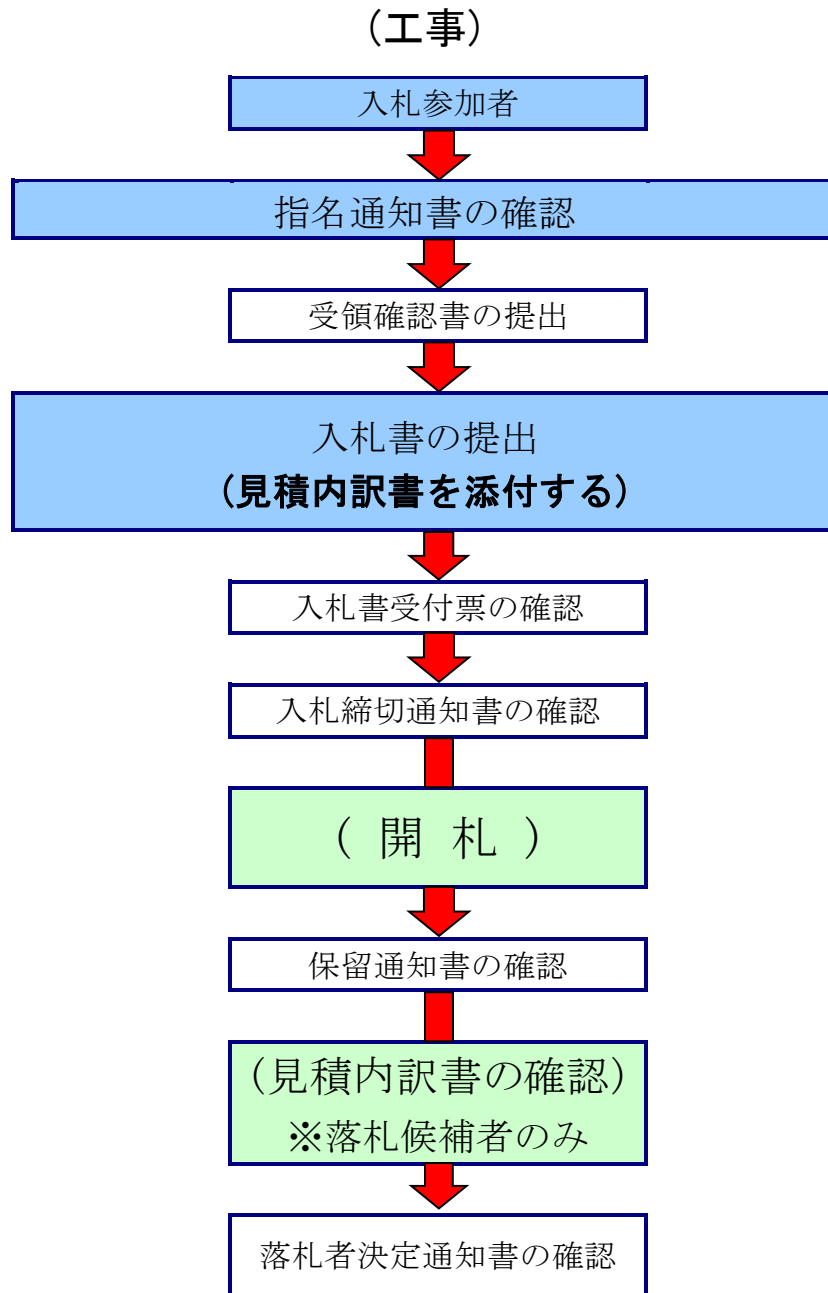 (工事)
入札参加者
指名通知書の確認
受領確認書の提出
入札書の提出
(見積内訳書を添付する)
入札書受付票の確認
入札締切通知書の確認
( 開 札 )
保留通知書の確認
(見積内訳書の確認)
※落札候補者のみ
落札者決定通知書の確認